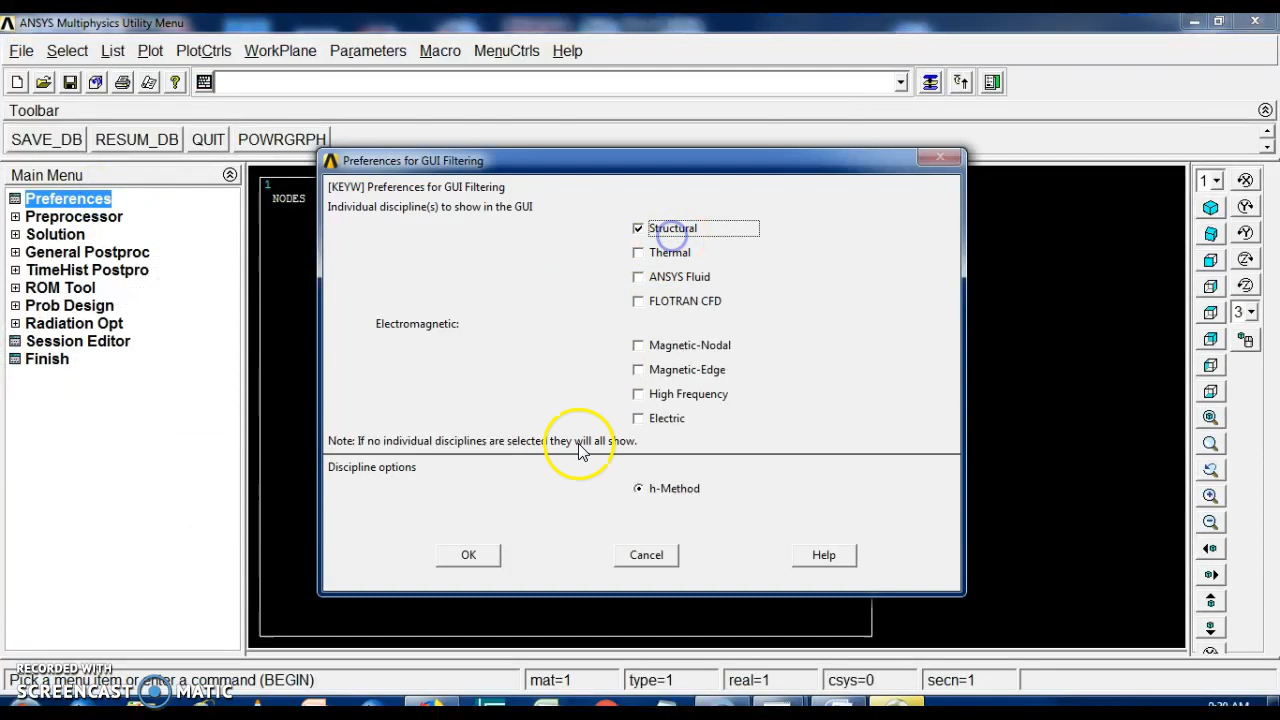 ANSYS Multiphysics Utility Menu
File Select List Plot PlotCtrls WorkPlane Parameters Macro MenuCtrls Help
Toolbar
SAVE_DB RESUM_DB QUIT POWRGRPH
Main Menu
Preferences
Preprocessor
Solution
General Postproc
TimeHist Postpro
ROM Tool
Prob Design
Radiation Opt
Session Editor
Finish
1
NODES
Preferences for GUI Filtering
[KEYW] Preferences for GUI Filtering
Individual discipline(s) to show in the GUI
Structural
Thermal
ANSYS Fluid
FLOTRAN CFD
Electromagnetic:
Magnetic-Nodal
Magnetic-Edge
High Frequency
Electric
Note: If no individual disciplines are selected they will all show.
Discipline options
h-Method
OK Cancel Help
1
3
Pick a menu item or enter a command (BEGIN) mat=1 type=1 real=1 csys=0 secn=1
RECORDED WITH
SCREENCAST MATIC